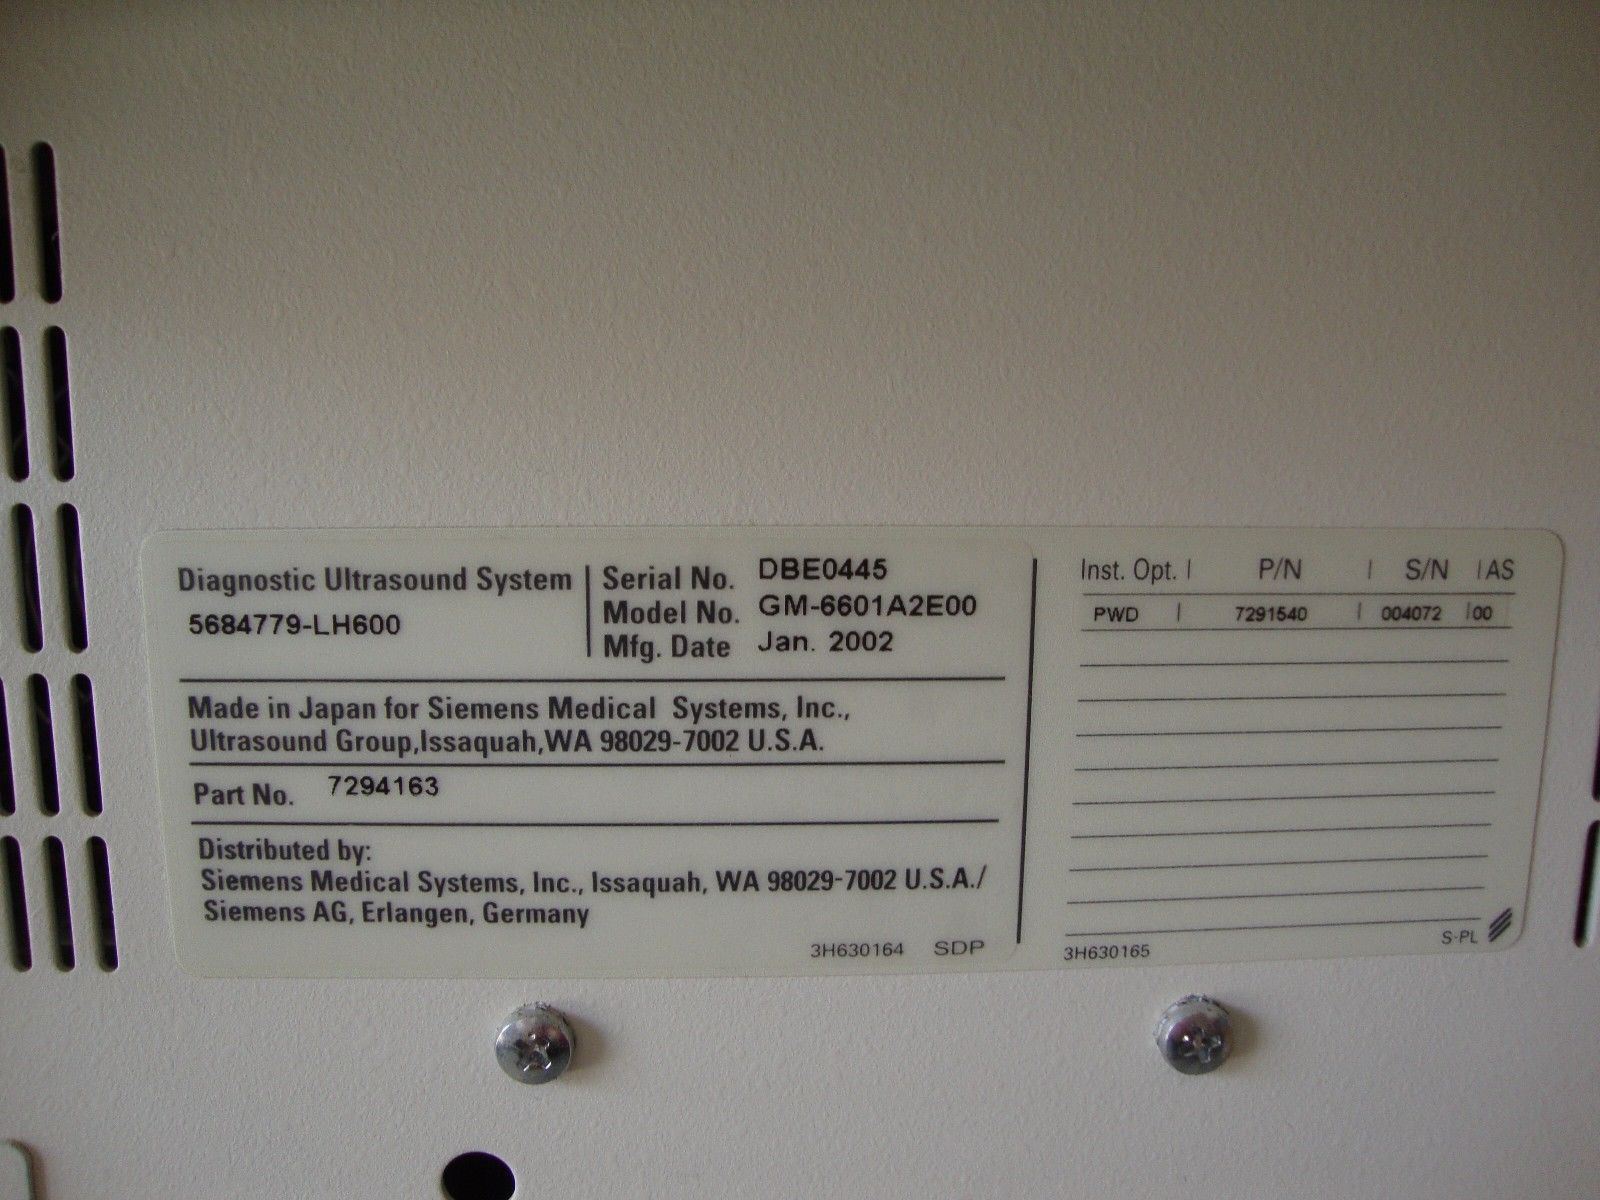 Diagnostic Ultrasound System
5684779-LH600
Serial No. DBE0445
Model No. GM-6601A2E00
Mfg. Date Jan. 2002
Made in Japan for Siemens Medical Systems, Inc.,
Ultrasound Group,Issaquah,WA 98029-7002 U.S.A.
Part No. 7294163
Distributed by:
Siemens Medical Systems, Inc., Issaquah, WA 98029-7002 U.S.A./
Siemens AG, Erlangen, Germany
3H630164 SDP
Inst. Opt. | P/N | S/N | AS
PWD | 7291540 | 004072 | 00
3H630165
S-PL